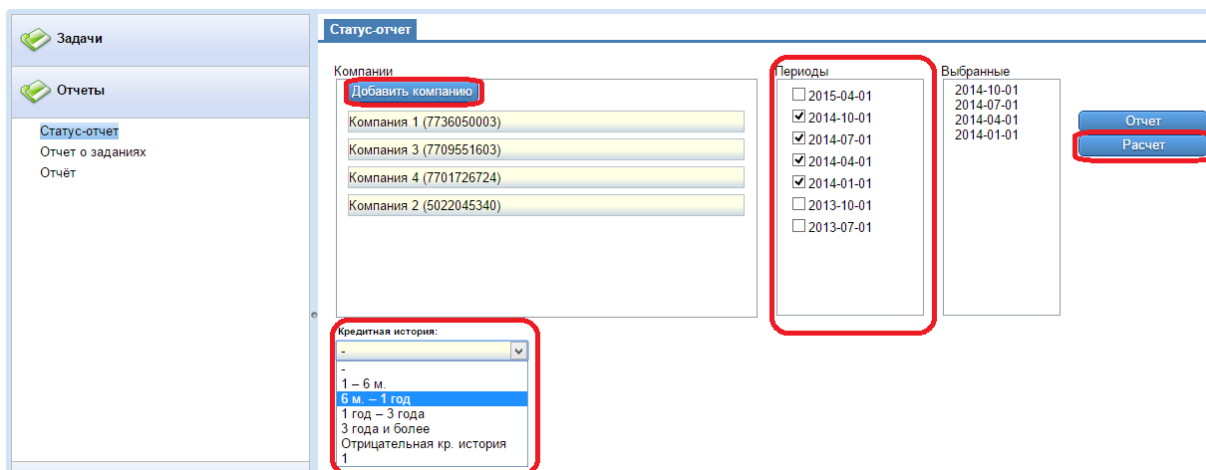 Задачи
Отчеты
Статус-отчет
Отчет о заданиях
Отчёт
Статус-отчет
Компании
Добавить компанию
Компания 1 (7736050003)
Компания 3 (7709551603)
Компания 4 (7701726724)
Компания 2 (5022045340)
Периоды
2015-04-01
2014-10-01
2014-07-01
2014-04-01
2014-01-01
2013-10-01
2013-07-01
Выбранные
2014-10-01
2014-07-01
2014-04-01
2014-01-01
Отчет
Расчет
Кредитная история:
-
-
1 – 6 м.
6 м. – 1 год
1 год – 3 года
3 года и более
Отрицательная кр. история
1